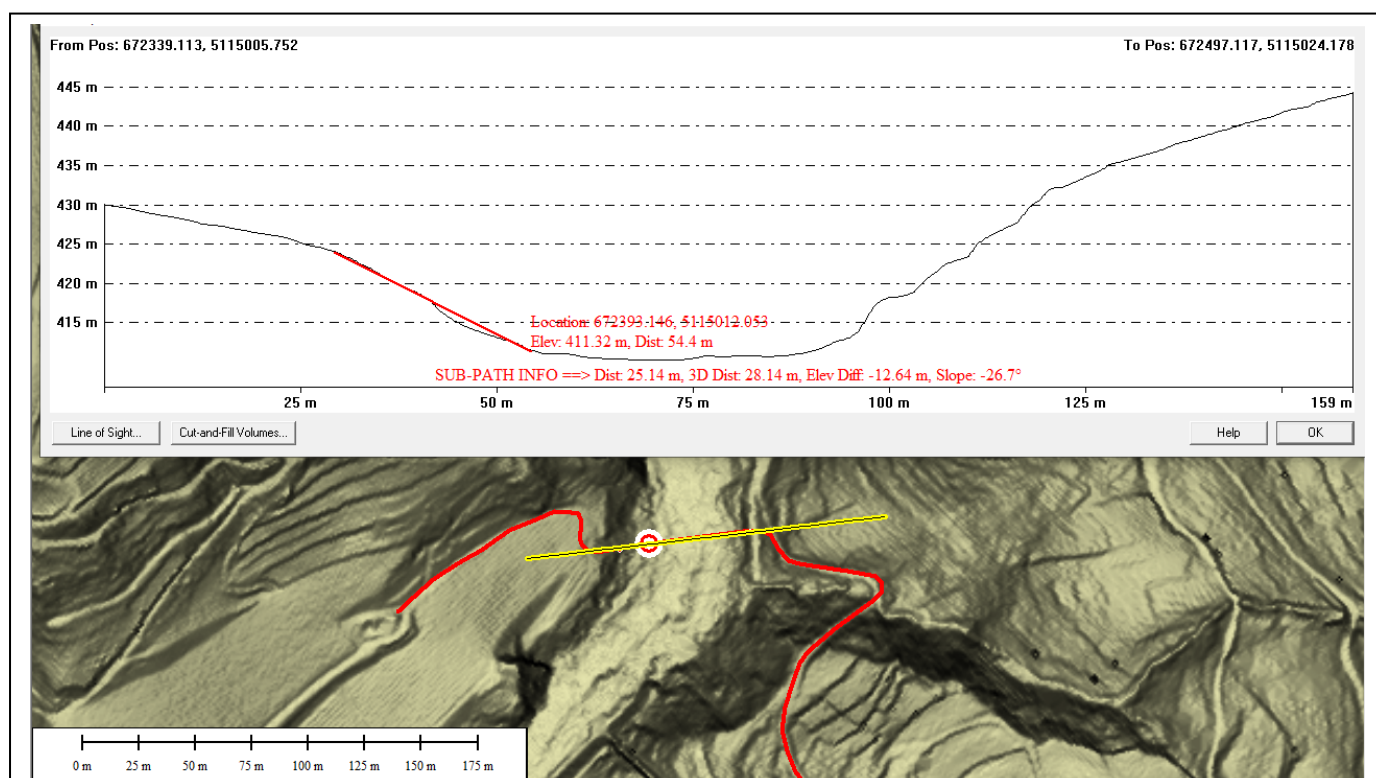 From Pos: 672339.113, 5115005.752 To Pos: 672497.117, 5115024.178
445 m
440 m
435 m
430 m
425 m
420 m
415 m
Location: 672393.146, 5115012.053
Elev: 411.32 m, Dist: 54.4 m
SUB-PATH INFO ==> Dist: 25.14 m, 3D Dist: 28.14 m, Elev Diff: -12.64 m, Slope: -26.7°
25 m 50 m 75 m 100 m 125 m 159 m
Line of Sight... Cut-and-Fill Volumes... Help OK
0 m 25 m 50 m 75 m 100 m 125 m 150 m 175 m